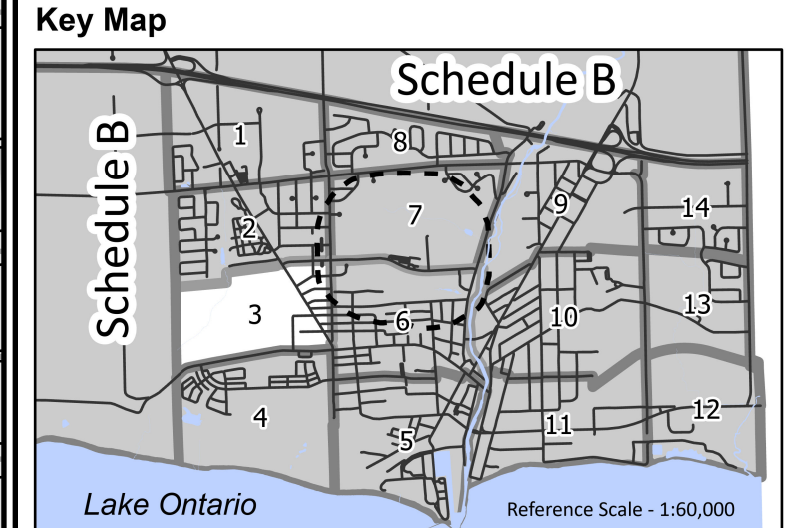 Key Map
Schedule B
Schedule B
1
8
2
7
9
14
3
6
10
13
4
5
11
12
Lake Ontario
Reference Scale - 1:60,000